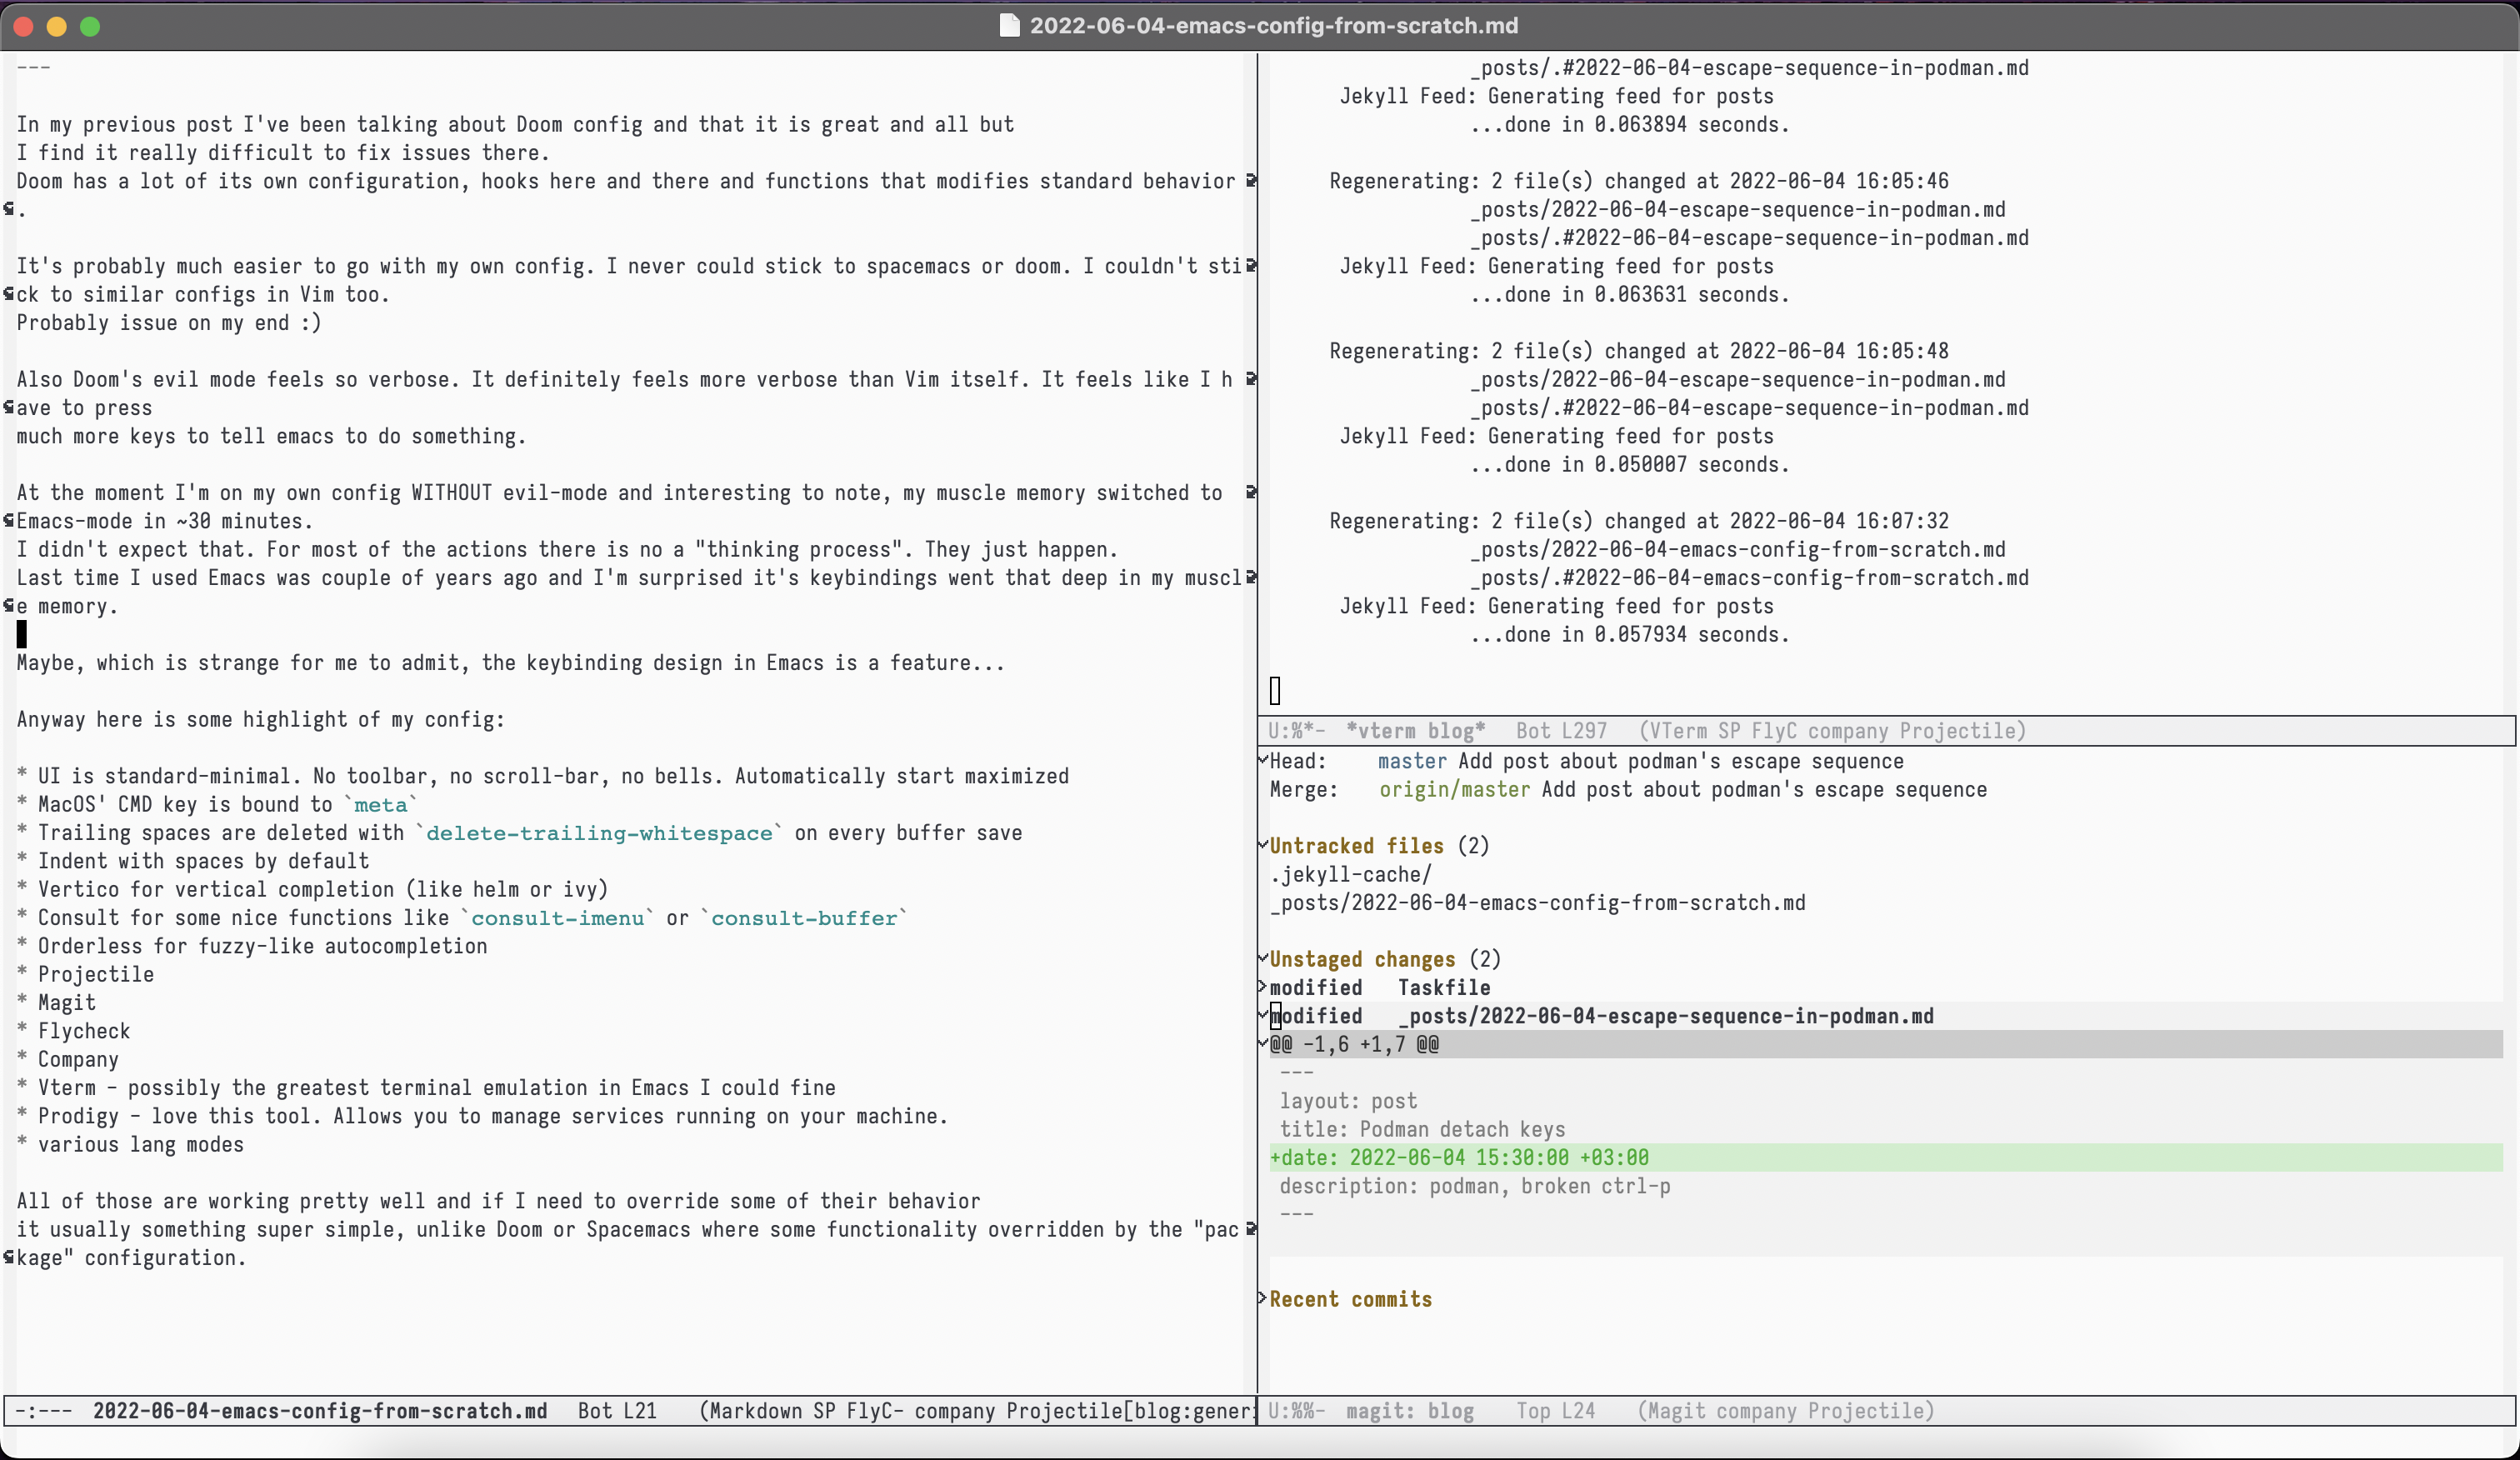 2022-06-04-emacs-config-from-scratch.md
---
In my previous post I've been talking about Doom config and that it is great and all but
I find it really difficult to fix issues there.
Doom has a lot of its own configuration, hooks here and there and functions that modifies standard behavior
.
It's probably much easier to go with my own config. I never could stick to spacemacs or doom. I couldn't sti
ck to similar configs in Vim too.
Probably issue on my end :)
Also Doom's evil mode feels so verbose. It definitely feels more verbose than Vim itself. It feels like I h
ave to press
much more keys to tell emacs to do something.
At the moment I'm on my own config WITHOUT evil-mode and interesting to note, my muscle memory switched to
Emacs-mode in ~30 minutes.
I didn't expect that. For most of the actions there is no a "thinking process". They just happen.
Last time I used Emacs was couple of years ago and I'm surprised it's keybindings went that deep in my muscl
e memory.
Maybe, which is strange for me to admit, the keybinding design in Emacs is a feature...
Anyway here is some highlight of my config:
* UI is standard-minimal. No toolbar, no scroll-bar, no bells. Automatically start maximized
* MacOS' CMD key is bound to `meta`
* Trailing spaces are deleted with `delete-trailing-whitespace` on every buffer save
* Indent with spaces by default
* Vertico for vertical completion (like helm or ivy)
* Consult for some nice functions like `consult-imenu` or `consult-buffer`
* Orderless for fuzzy-like autocompletion
* Projectile
* Magit
* Flycheck
* Company
* Vterm - possibly the greatest terminal emulation in Emacs I could fine
* Prodigy - love this tool. Allows you to manage services running on your machine.
* various lang modes
All of those are working pretty well and if I need to override some of their behavior
it usually something super simple, unlike Doom or Spacemacs where some functionality overridden by the "pac
kage" configuration.
-:--- 2022-06-04-emacs-config-from-scratch.md Bot L21 (Markdown SP FlyC- company Projectile[blog:gener
_posts/.#2022-06-04-escape-sequence-in-podman.md
Jekyll Feed: Generating feed for posts
...done in 0.063894 seconds.
Regenerating: 2 file(s) changed at 2022-06-04 16:05:46
_posts/2022-06-04-escape-sequence-in-podman.md
_posts/.#2022-06-04-escape-sequence-in-podman.md
Jekyll Feed: Generating feed for posts
...done in 0.063631 seconds.
Regenerating: 2 file(s) changed at 2022-06-04 16:05:48
_posts/2022-06-04-escape-sequence-in-podman.md
_posts/.#2022-06-04-escape-sequence-in-podman.md
Jekyll Feed: Generating feed for posts
...done in 0.050007 seconds.
Regenerating: 2 file(s) changed at 2022-06-04 16:07:32
_posts/2022-06-04-emacs-config-from-scratch.md
_posts/.#2022-06-04-emacs-config-from-scratch.md
Jekyll Feed: Generating feed for posts
...done in 0.057934 seconds.
U:%*- *vterm blog* Bot L297 (VTerm SP FlyC company Projectile)
Head: master Add post about podman's escape sequence
Merge: origin/master Add post about podman's escape sequence
Untracked files (2)
.jekyll-cache/
_posts/2022-06-04-emacs-config-from-scratch.md
Unstaged changes (2)
modified Taskfile
modified _posts/2022-06-04-escape-sequence-in-podman.md
@@ -1,6 +1,7 @@
---
layout: post
title: Podman detach keys
+date: 2022-06-04 15:30:00 +03:00
description: podman, broken ctrl-p
---
Recent commits
U:%%- magit: blog Top L24 (Magit company Projectile)